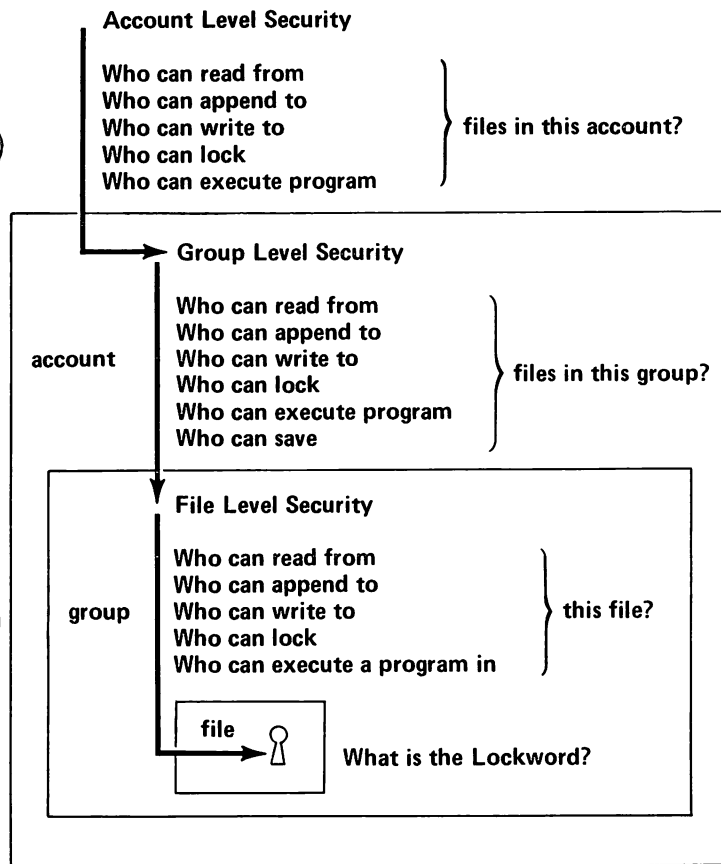 Account Level Security
Who can read from
Who can append to
Who can write to
Who can lock
Who can execute program
files in this account?
Group Level Security
account
Who can read from
Who can append to
Who can write to
Who can lock
Who can execute program
Who can save
files in this group?
File Level Security
group
Who can read from
Who can append to
Who can write to
Who can lock
Who can execute a program in
this file?
file
What is the Lockword?